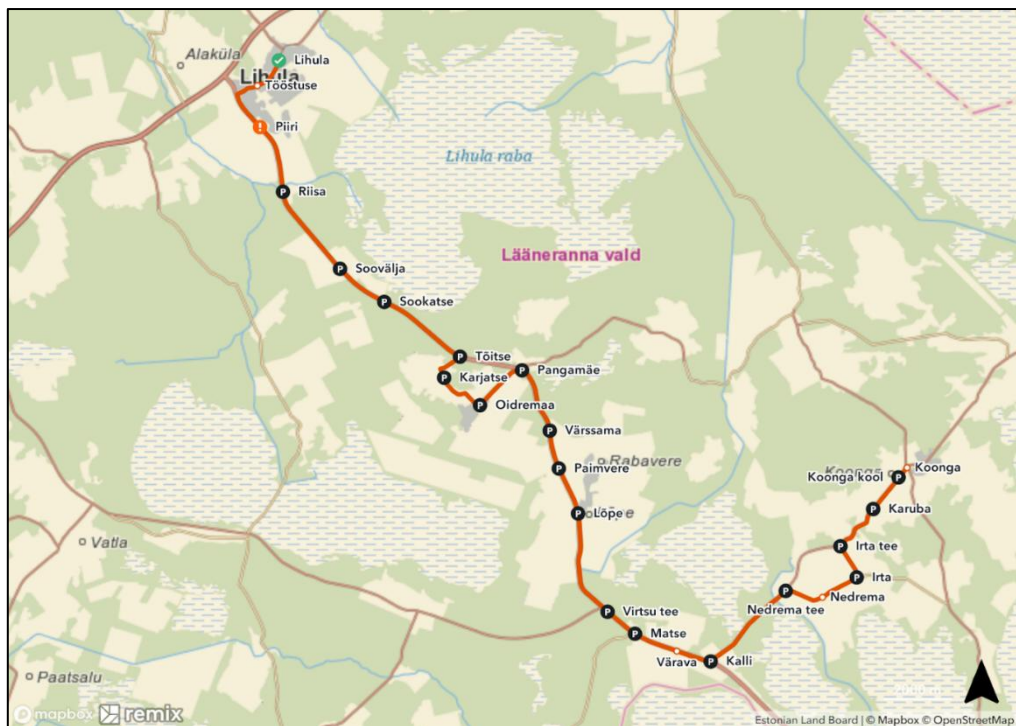 Alaküla
Lihula
Lihula
Tööstuse
Piiri
Lihula raba
Riisa
Lääneranna vald
Soovälja
Sookatse
Tõitse
Pangamäe
Karjatse
Oidremaa
Värssama
Rabavere
Paimvere
Koonga
Koonga kool
Lõpe
Karuba
Vatla
Irta tee
Irta
Nedrema
Nedrema tee
Virtsu tee
Matse
Värava
Kalli
Paatsalu
mapbox remix
Estonian Land Board | © Mapbox © OpenStreetMap